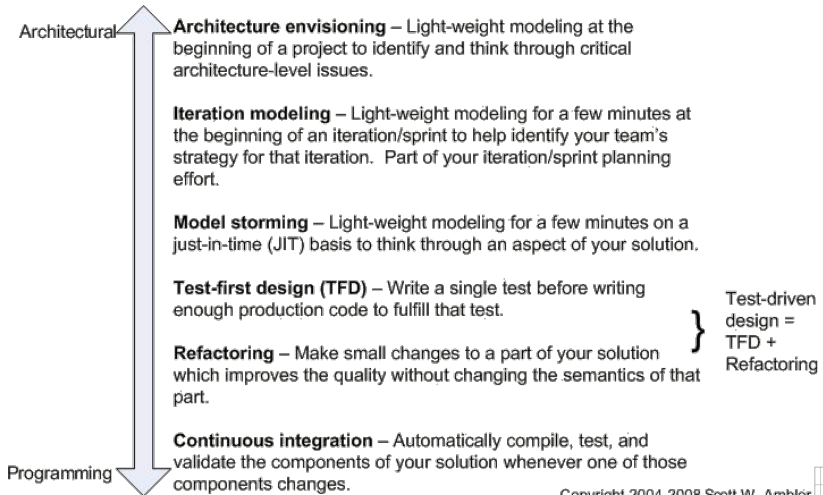 Architectural
Architecture envisioning – Light-weight modeling at the
beginning of a project to identify and think through critical
architecture-level issues.
Iteration modeling – Light-weight modeling for a few minutes at
the beginning of an iteration/sprint to help identify your team's
strategy for that iteration. Part of your iteration/sprint planning
effort.
Model storming – Light-weight modeling for a few minutes on a
just-in-time (JIT) basis to think through an aspect of your solution.
Test-first design (TFD) – Write a single test before writing
enough production code to fulfill that test.
Refactoring – Make small changes to a part of your solution
which improves the quality without changing the semantics of that
part.
Test-driven
design =
TFD +
Refactoring
Continuous integration – Automatically compile, test, and
validate the components of your solution whenever one of those
components changes.
Programming
Copyright 2004-2008 Scott W. Ambler